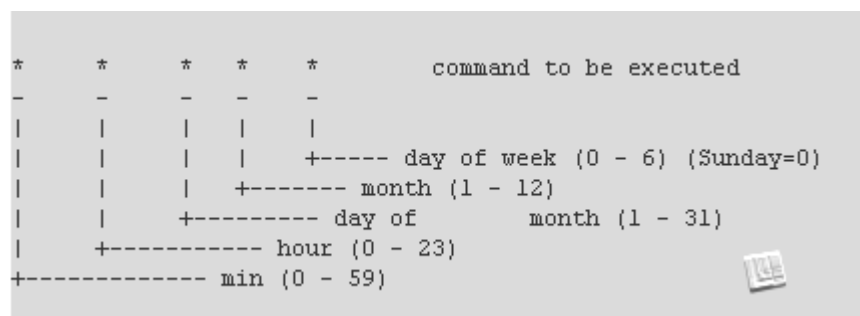 *     *     *  *   *        command to be executed
-     -     -  -   -
|     |     |  |   |
|     |     |  |   +----- day of week (0 - 6) (Sunday=0)
|     |     |  +------- month (1 - 12)
|     |     +--------- day of        month (1 - 31)
|     +----------- hour (0 - 23)
+------------- min (0 - 59)